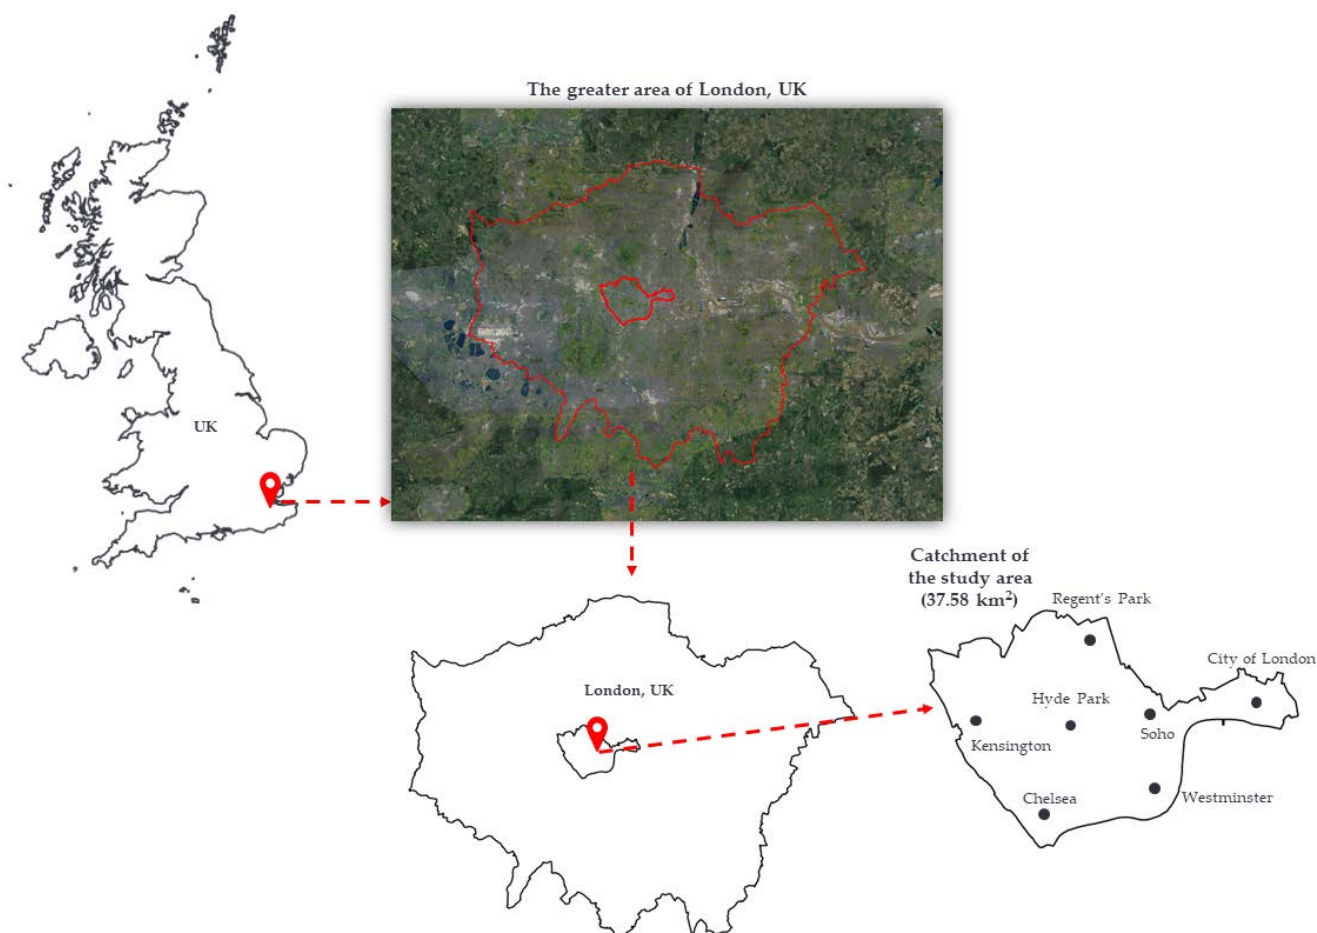 The greater area of London, UK
UK
Catchment of
the study area
(37.58 km²)
Regent's Park
City of London
London, UK
Hyde Park
Kensington
Soho
Chelsea
Westminster